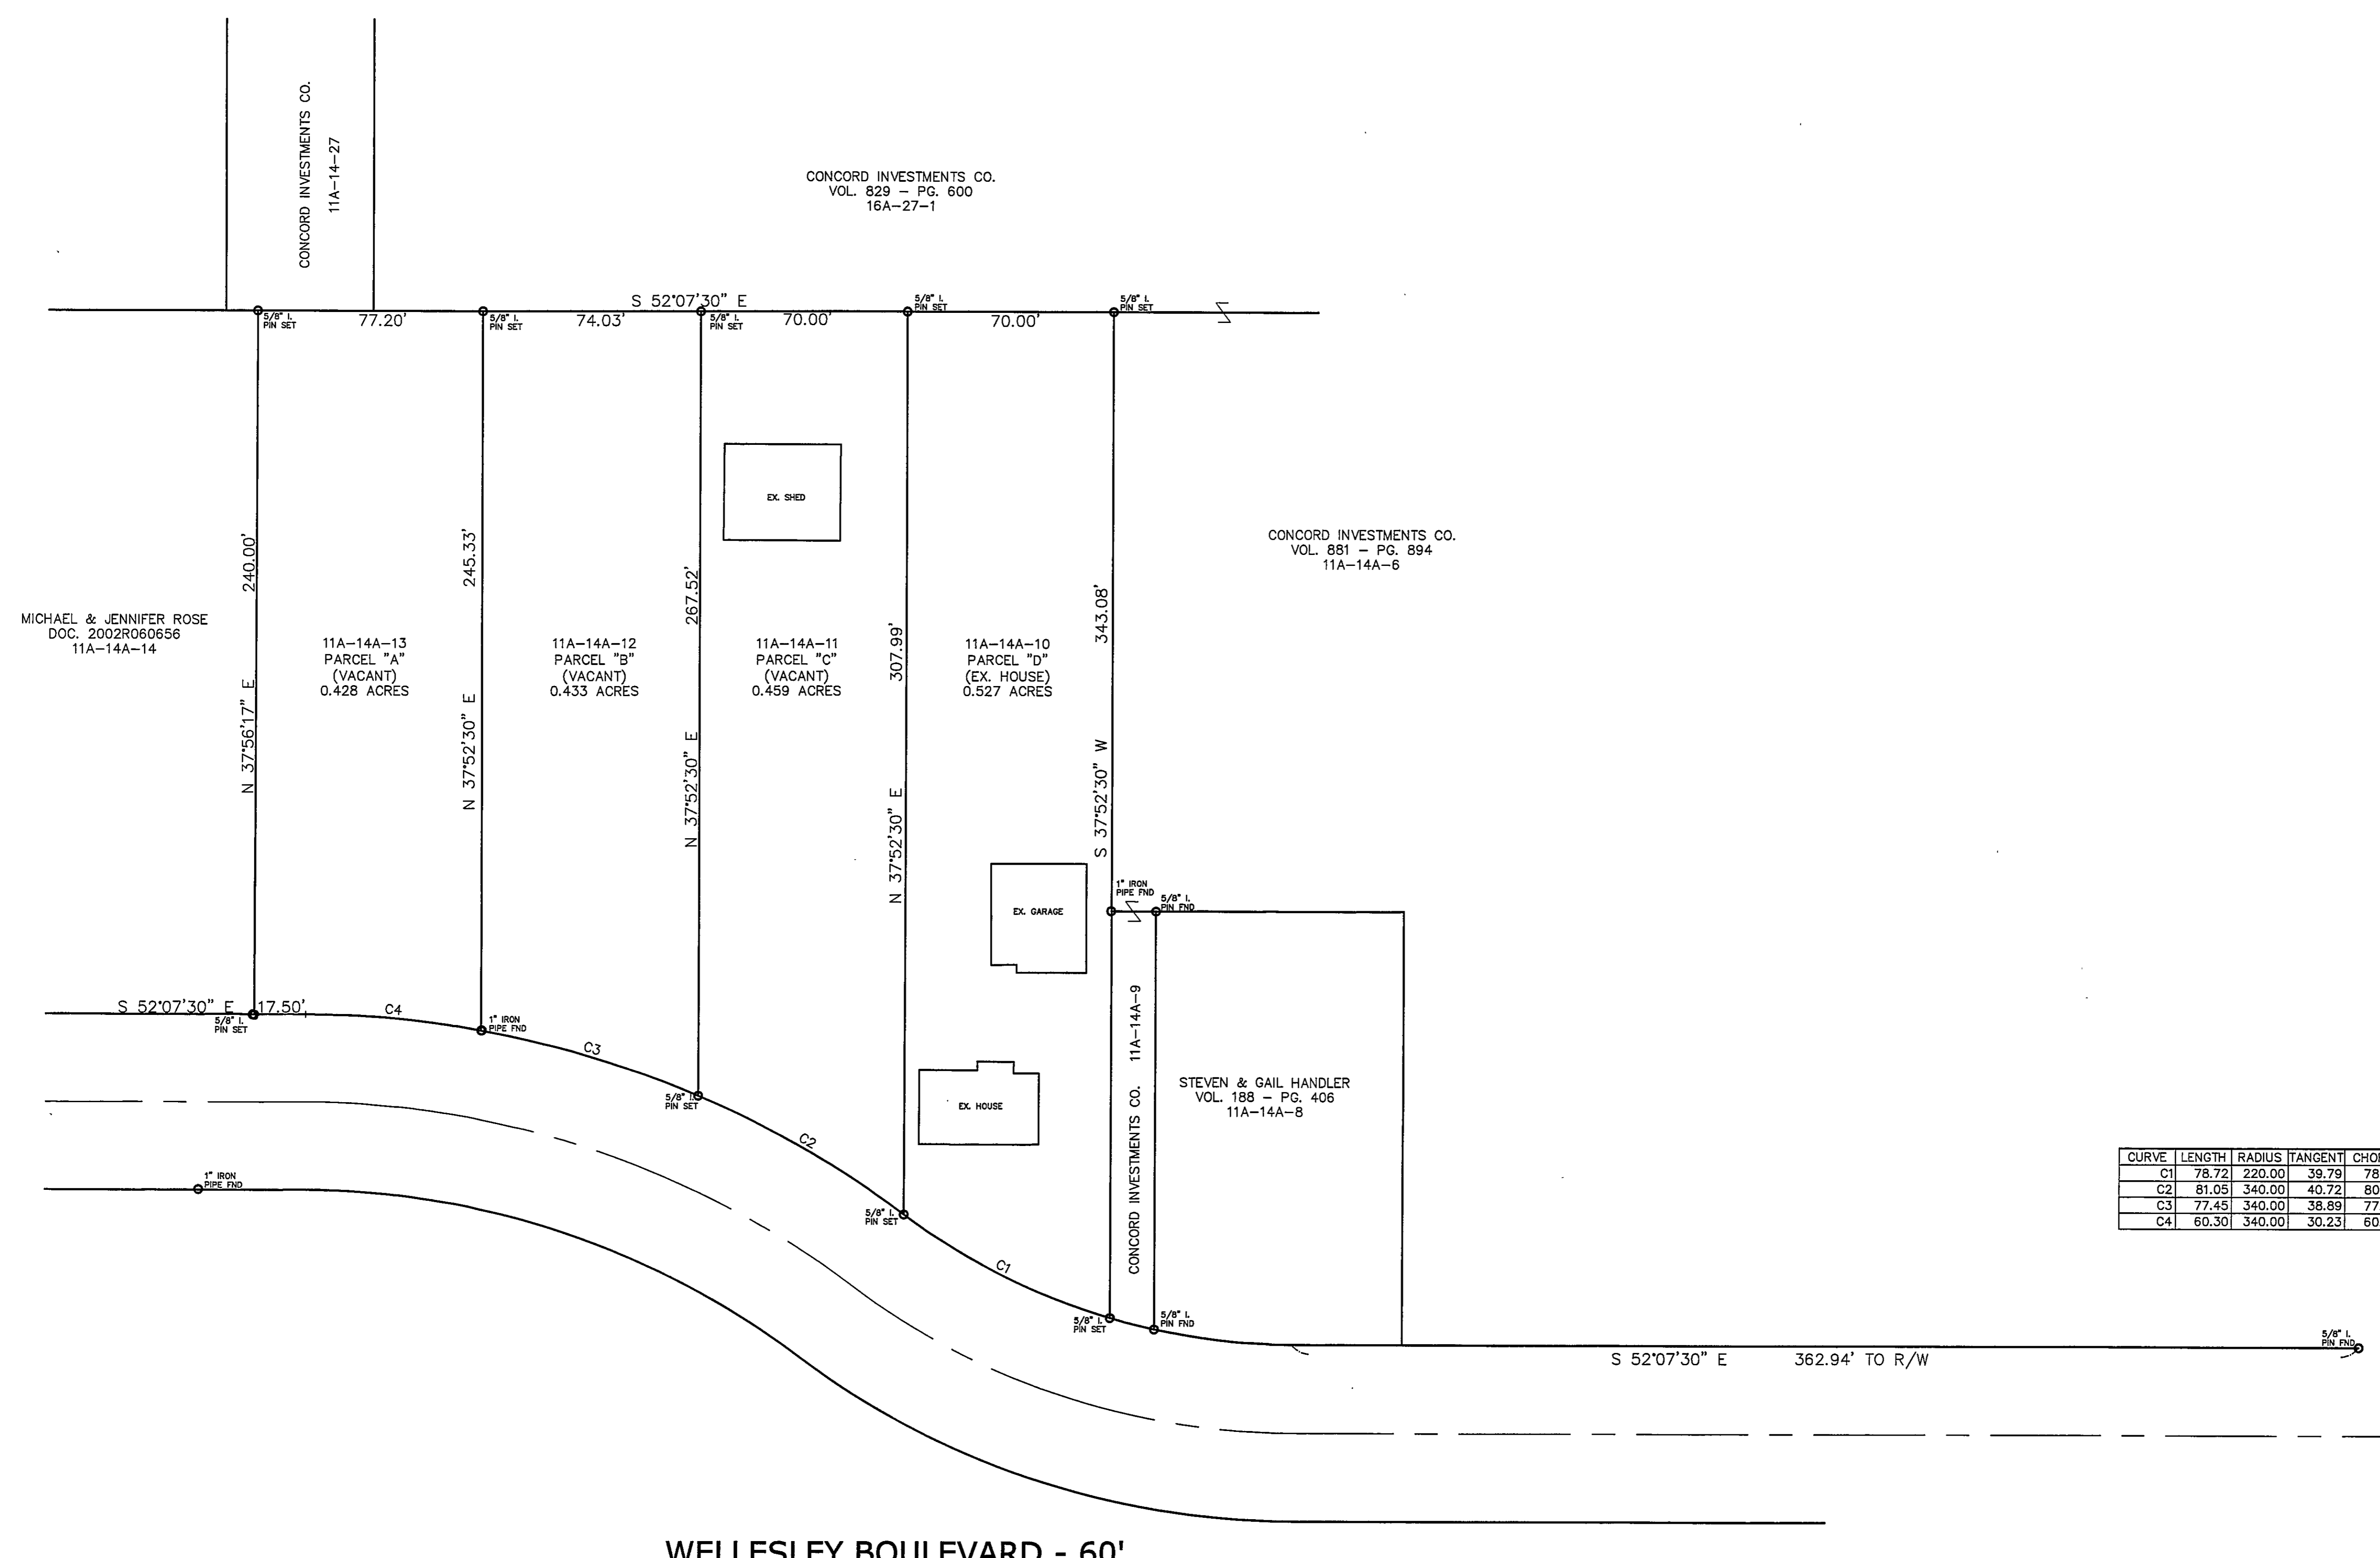 CONCORD INVESTMENTS CO.
11A-14-27
CONCORD INVESTMENTS CO.
VOL. 829 - PG. 600
16A-27-1
S 52°07'30" E
5/8" I.
PIN SET
77.20'
5/8" I.
PIN SET
74.03'
5/8" I.
PIN SET
70.00'
5/8" I.
PIN SET
70.00'
5/8" I.
PIN SET
EX. SHED
CONCORD INVESTMENTS CO.
VOL. 881 - PG. 894
11A-14A-6
MICHAEL & JENNIFER ROSE
DOC. 2002R060656
11A-14A-14
N 37°56'17" E 240.00'
11A-14A-13
PARCEL "A"
(VACANT)
0.428 ACRES
N 37°52'30" E 245.33'
11A-14A-12
PARCEL "B"
(VACANT)
0.433 ACRES
N 37°52'30" E 267.52'
11A-14A-11
PARCEL "C"
(VACANT)
0.459 ACRES
N 37°52'30" E 307.99'
11A-14A-10
PARCEL "D"
(EX. HOUSE)
0.527 ACRES
S 37°52'30" W 343.08'
EX. GARAGE
1" IRON
PIPE FND
5/8" I.
PIN FND
S 52°07'30" E 17.50'
5/8" I.
PIN SET
C4
1" IRON
PIPE FND
C3
5/8" I.
PIN SET
C2
EX. HOUSE
5/8" I.
PIN SET
C1
CONCORD INVESTMENTS CO. 11A-14A-9
STEVEN & GAIL HANDLER
VOL. 188 - PG. 406
11A-14A-8
1" IRON
PIPE FND
5/8" I.
PIN SET
5/8" I.
PIN FND
CURVE LENGTH RADIUS TANGENT CHO
C1 78.72 220.00 39.79 78
C2 81.05 340.00 40.72 80
C3 77.45 340.00 38.89 77
C4 60.30 340.00 30.23 60
S 52°07'30" E 362.94' TO R/W
5/8" I.
PIN FND
WELLESLEY BOULEVARD - 60'